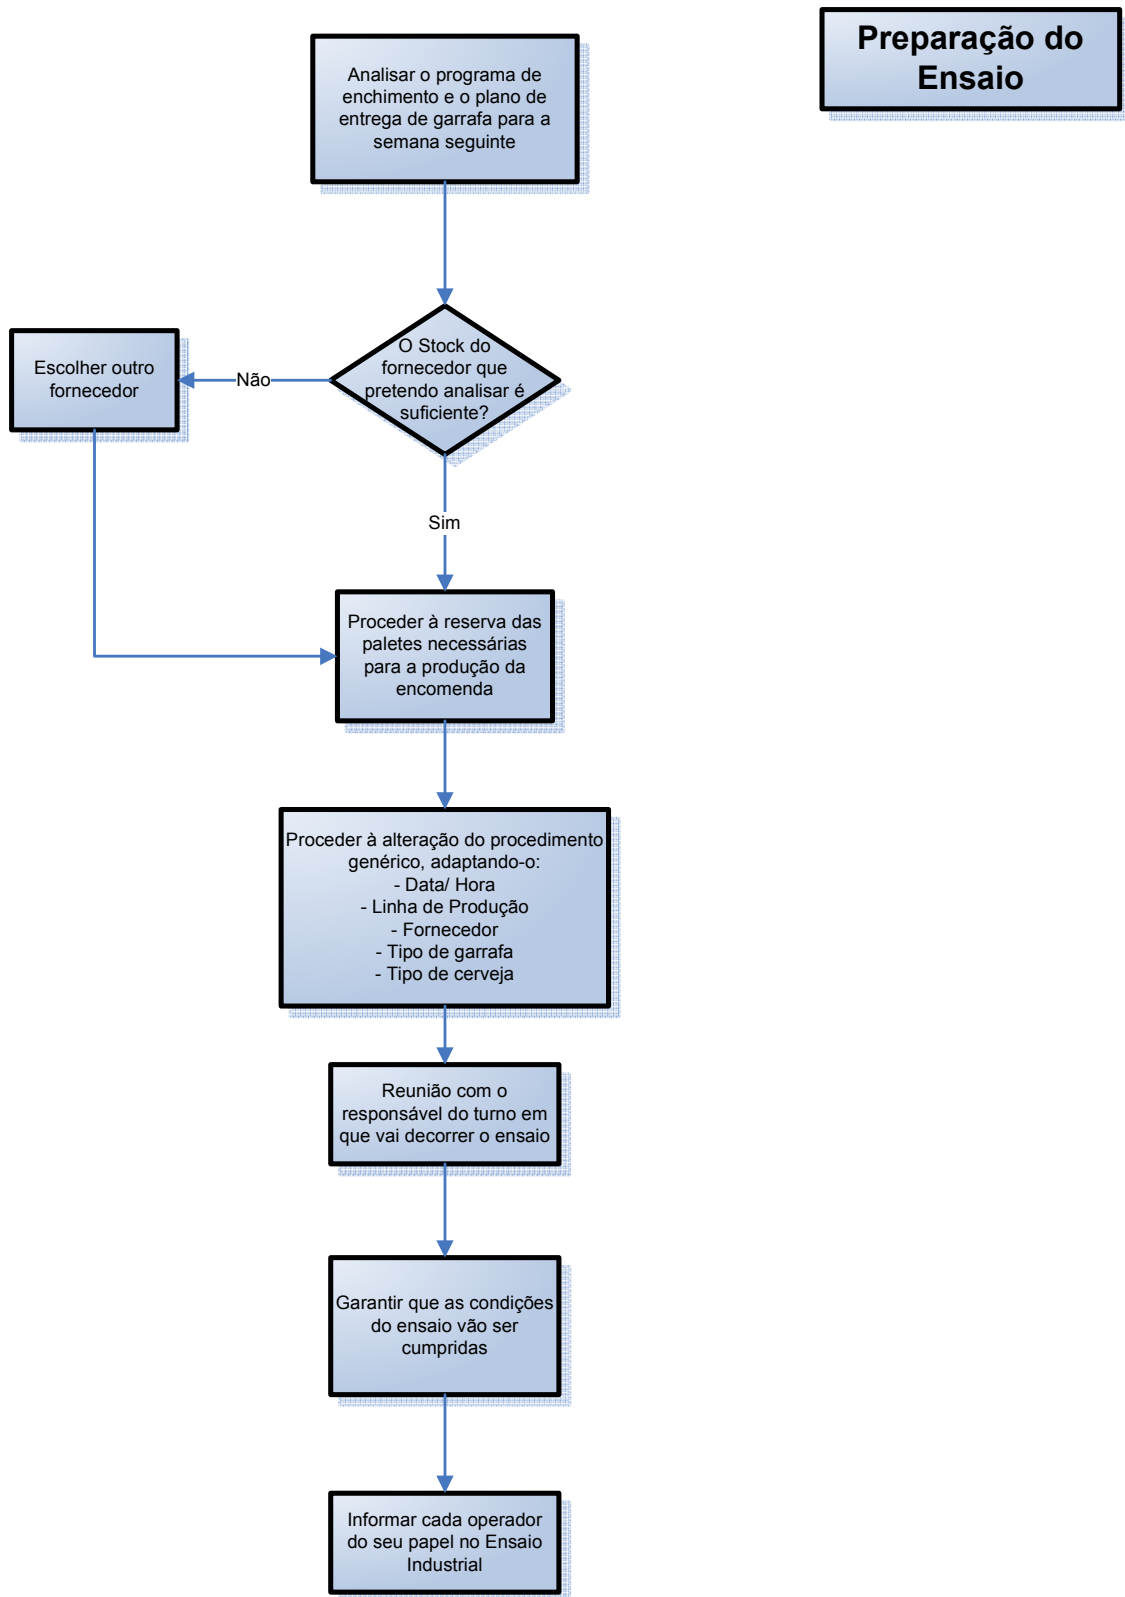 Preparação do
Ensaio
Analisar o programa de
enchimento e o plano de
entrega de garrafa para a
semana seguinte
O Stock do
fornecedor que
pretendo analisar é
suficiente?
Não
Escolher outro
fornecedor
Sim
Proceder à reserva das
paletes necessárias
para a produção da
encomenda
Proceder à alteração do procedimento
genérico, adaptando-o:
- Data/ Hora
- Linha de Produção
- Fornecedor
- Tipo de garrafa
- Tipo de cerveja
Reunião com o
responsável do turno em
que vai decorrer o ensaio
Garantir que as condições
do ensaio vão ser
cumpridas
Informar cada operador
do seu papel no Ensaio
Industrial